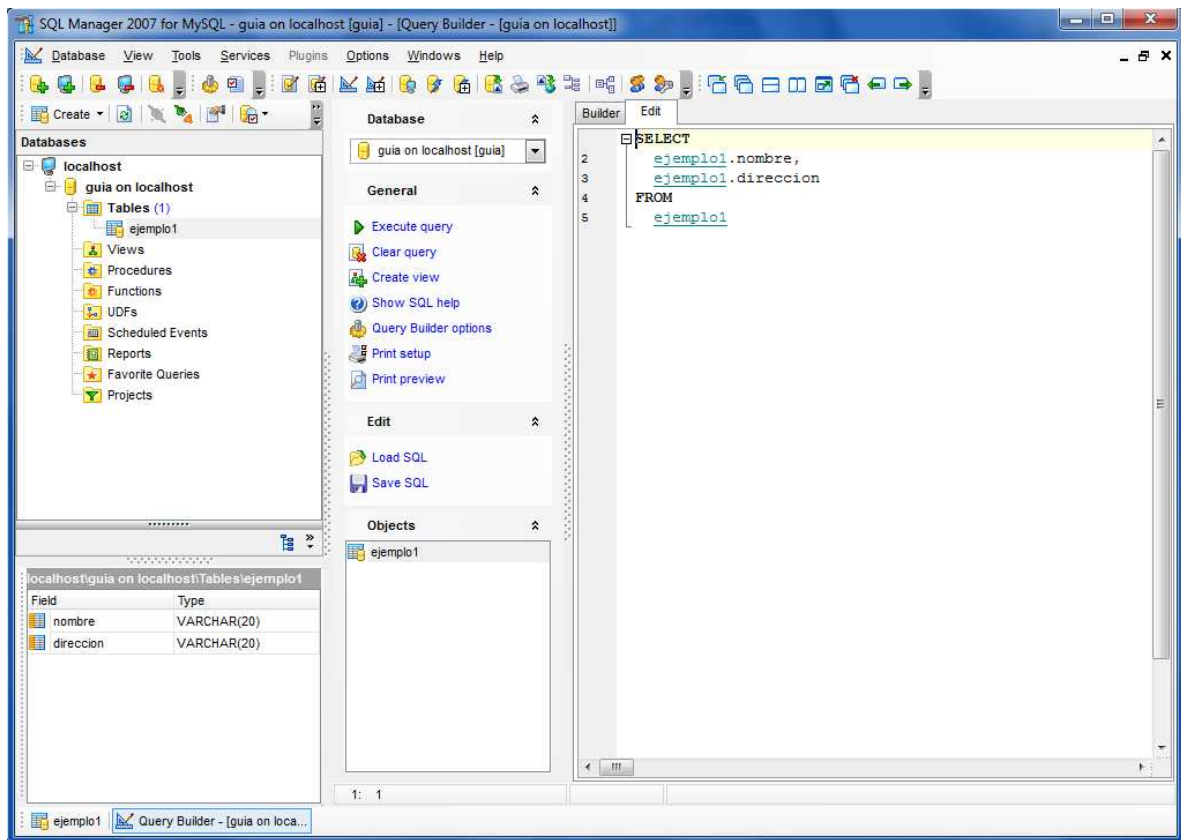 SQL Manager 2007 for MySQL - guia on localhost [guia] - [Query Builder - [guia on localhost]]
Database View Tools Services Plugins Options Windows Help
Create
Databases
localhost
guia on localhost
Tables (1)
ejemplo1
Views
Procedures
Functions
UDFs
Scheduled Events
Reports
Favorite Queries
Projects
localhost\guia on localhost\Tables\ejemplo1
Field Type
nombre VARCHAR(20)
direccion VARCHAR(20)
Database
guia on localhost [guia]
General
Execute query
Clear query
Create view
Show SQL help
Query Builder options
Print setup
Print preview
Edit
Load SQL
Save SQL
Objects
ejemplo1
Builder Edit
SELECT
2 ejemplo1.nombre,
3 ejemplo1.direccion
4 FROM
5 ejemplo1
1: 1
ejemplo1 Query Builder - [guia on loca...